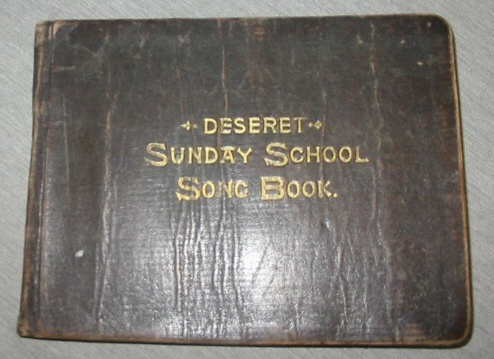 DESERET
SUNDAY SCHOOL
SONG BOOK.